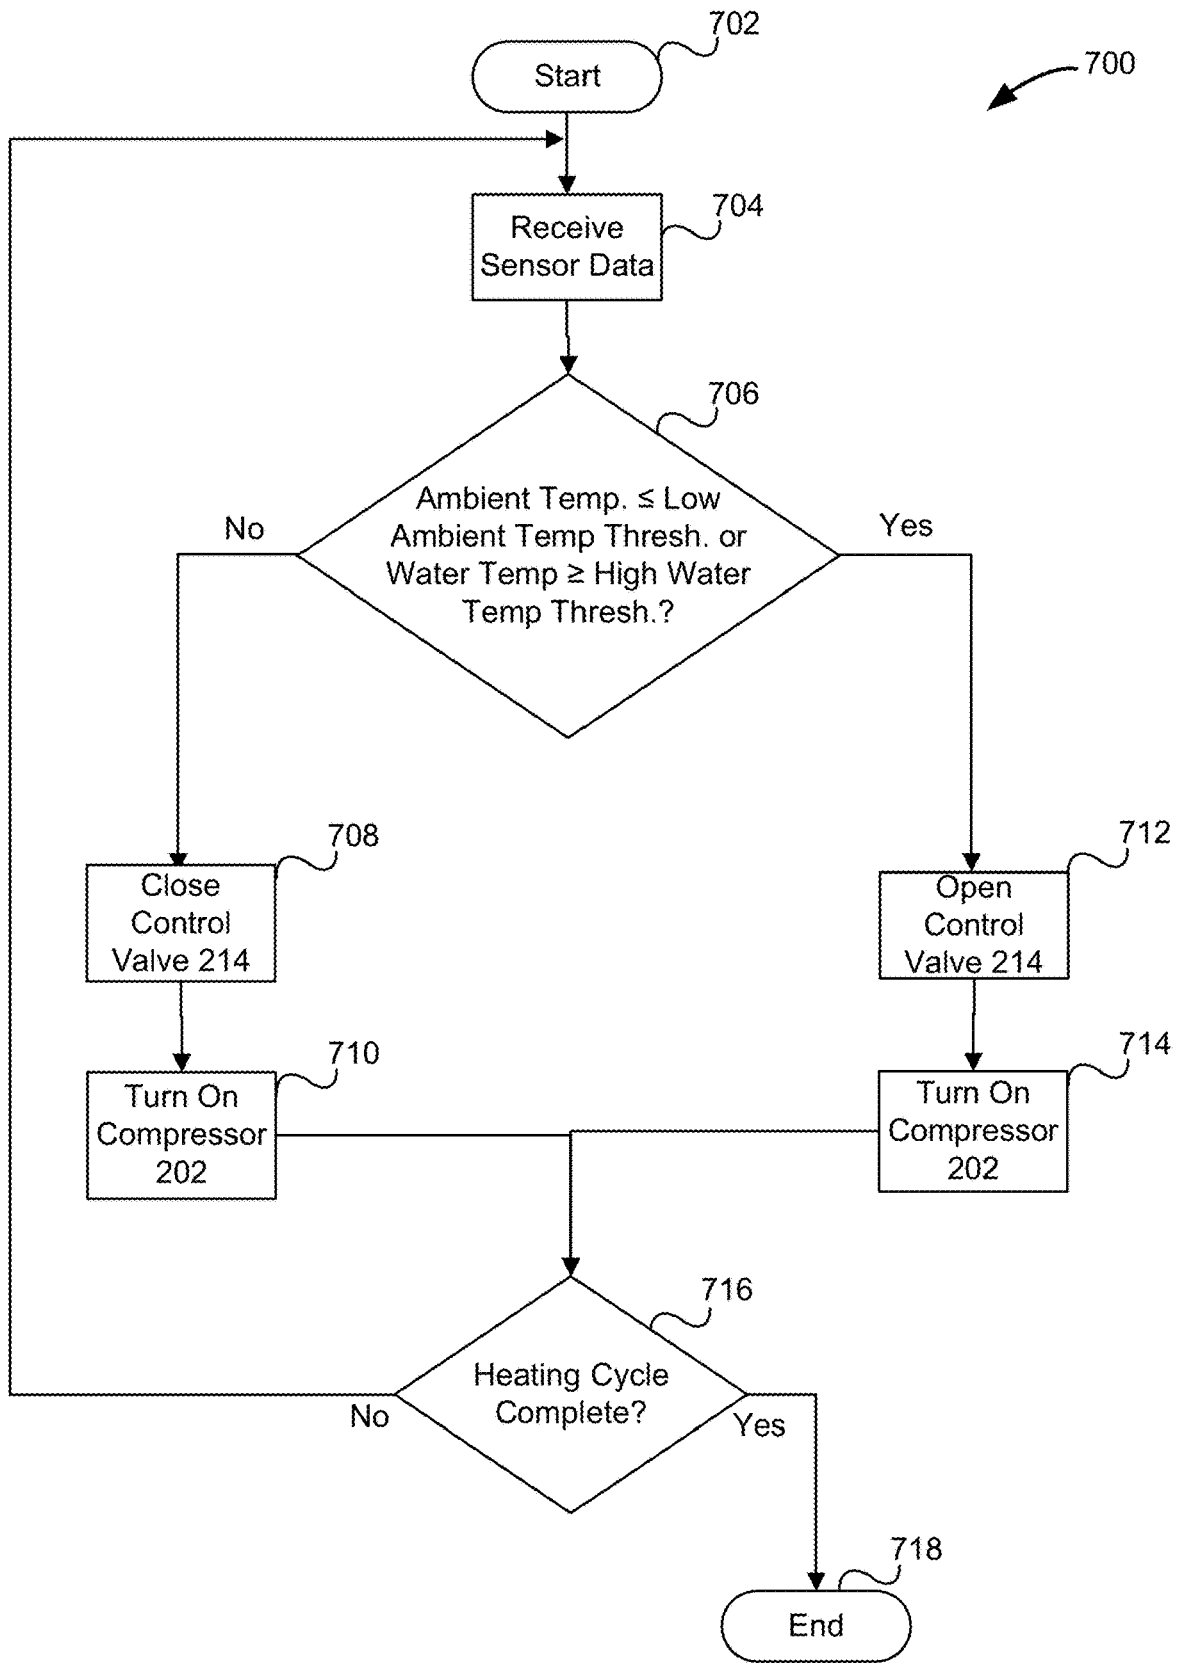 702
Start
700
704
Receive
Sensor Data
706
Ambient Temp. ≤ Low
Ambient Temp Thresh. or
Water Temp ≥ High Water
Temp Thresh.?
No
Yes
708
Close
Control
Valve 214
712
Open
Control
Valve 214
710
Turn On
Compressor
202
714
Turn On
Compressor
202
716
Heating Cycle
Complete?
No
Yes
718
End